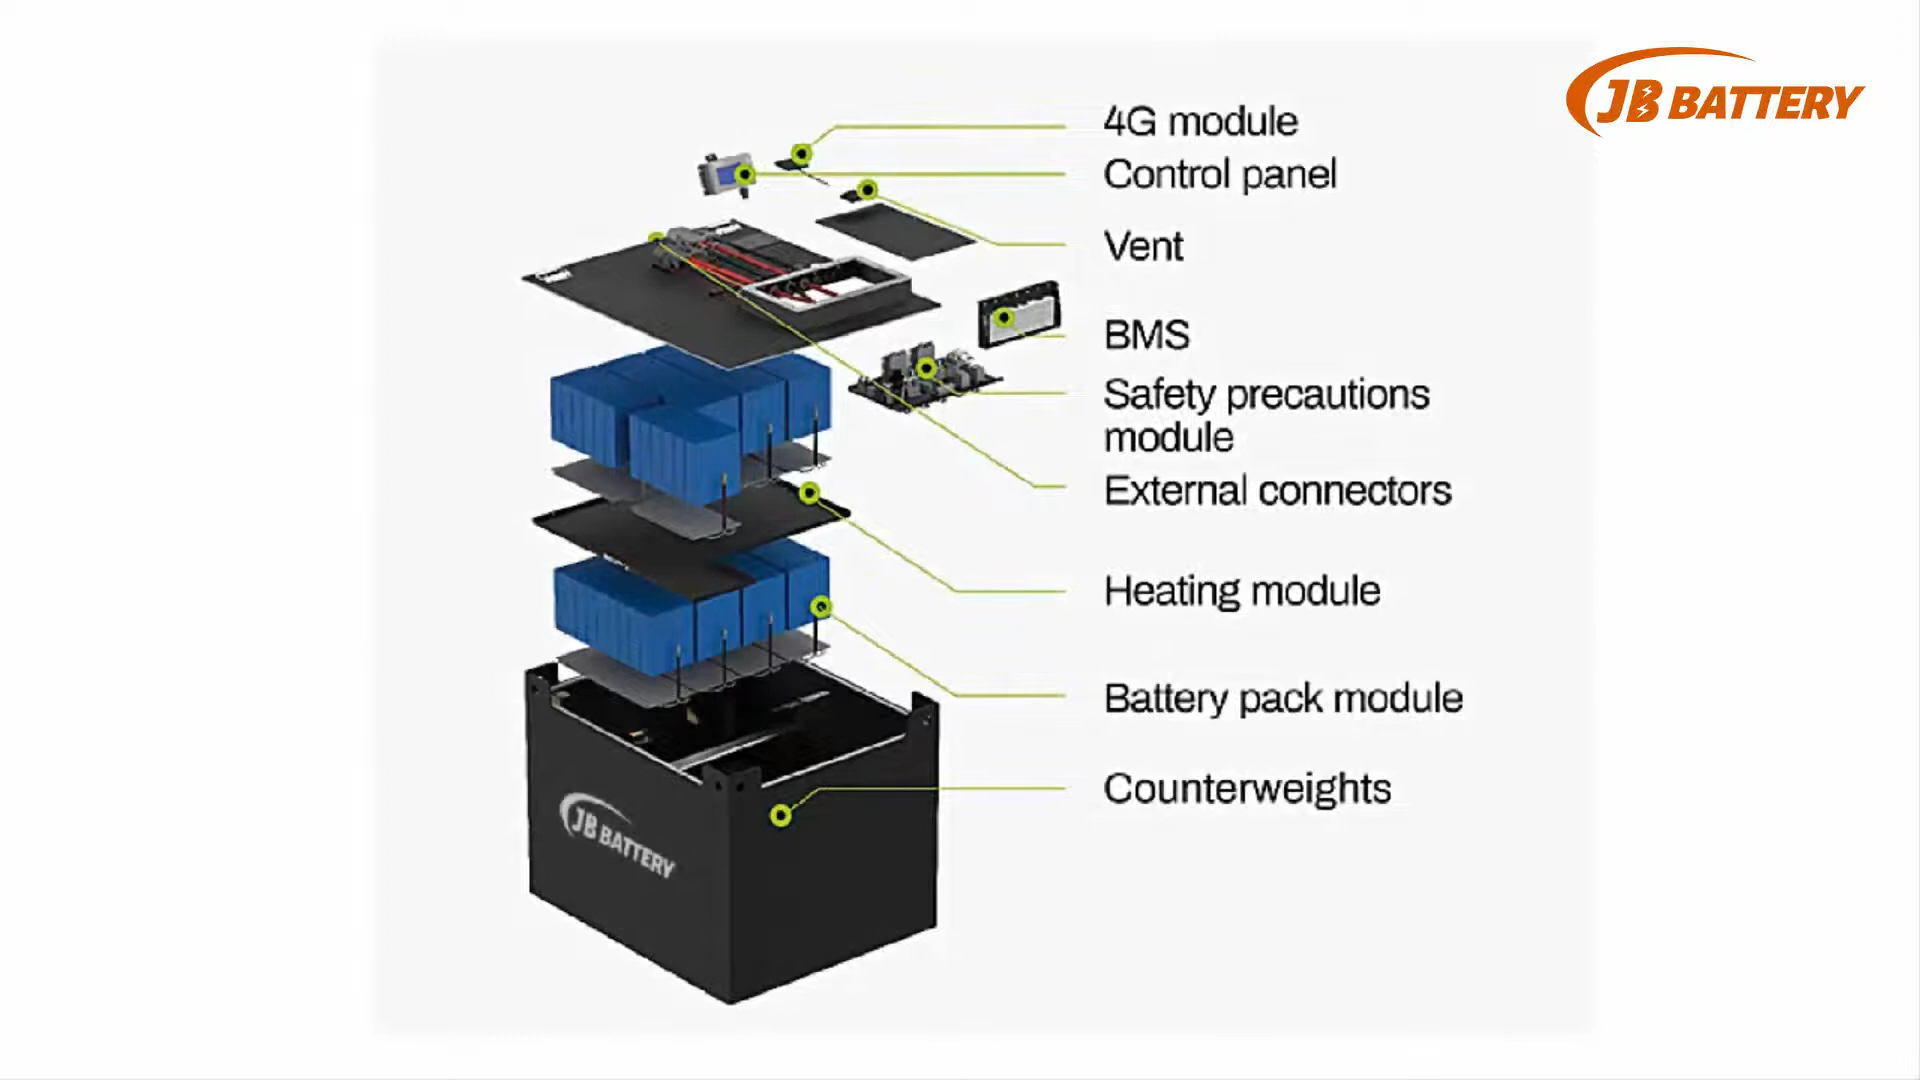 JB BATTERY
4G module
Control panel
Vent
BMS
Safety precautions
module
External connectors
Heating module
Battery pack module
Counterweights
JB BATTERY